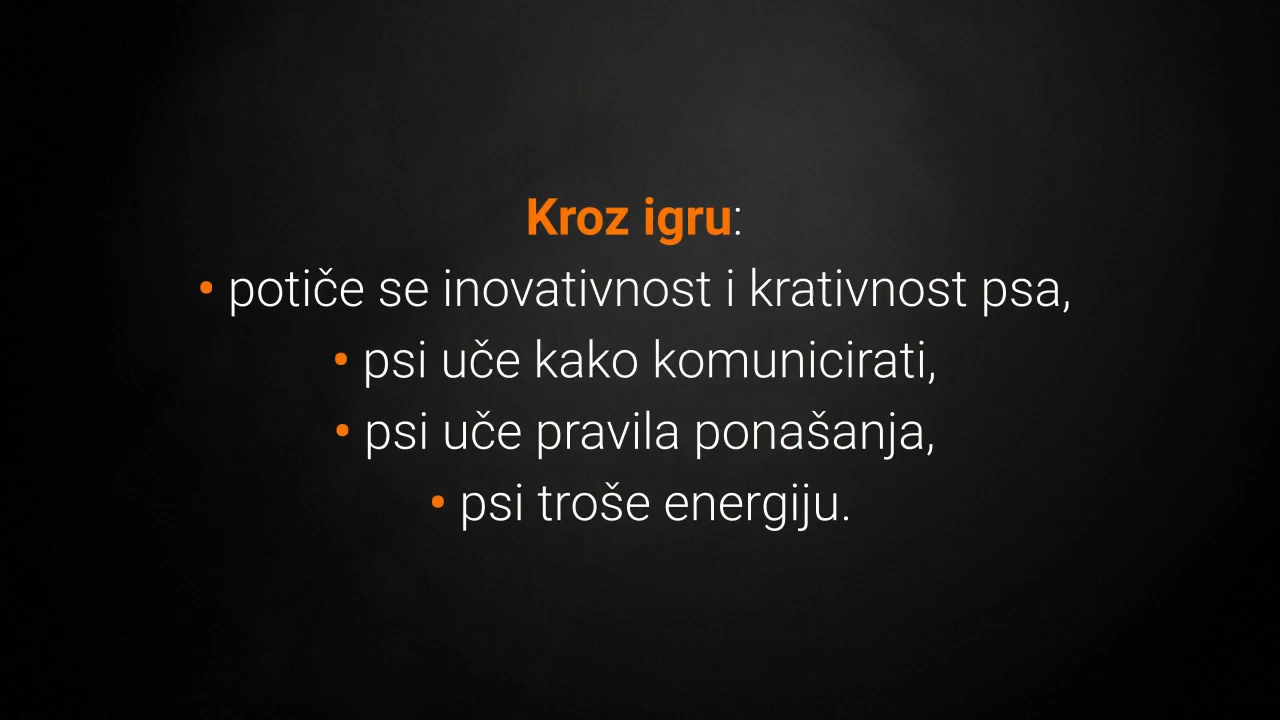 Kroz igru:
• potiče se inovativnost i krativnost psa,
• psi uče kako komunicirati,
• psi uče pravila ponašanja,
• psi troše energiju.